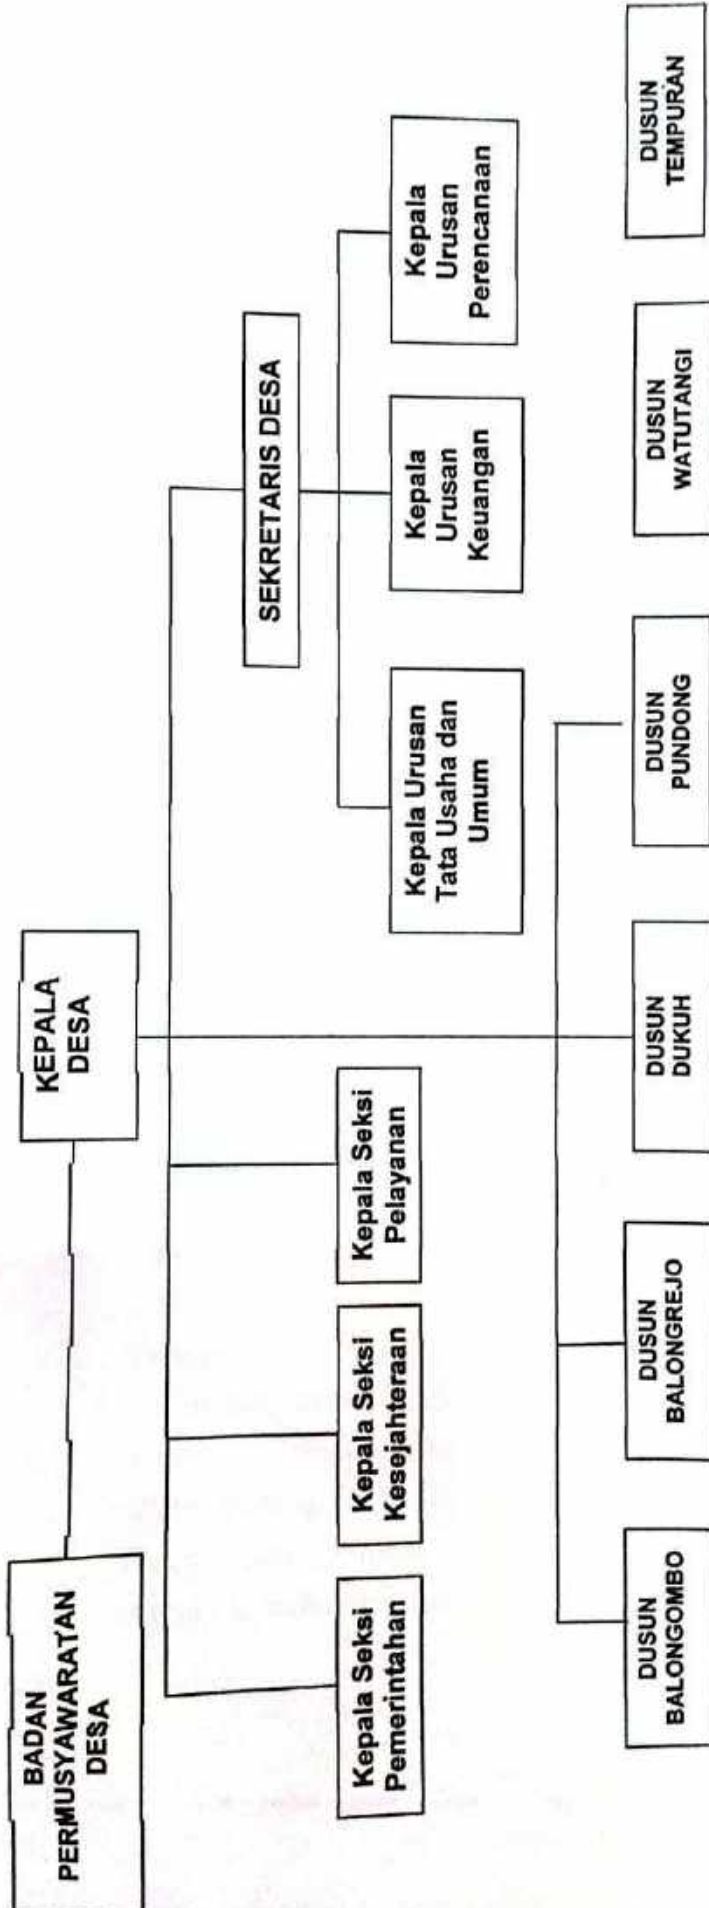 BADAN
PERMUSYAWARATAN
DESA
KEPALA
DESA
SEKRETARIS DESA
Kepala Seksi
Pemerintahan
Kepala Seksi
Kesejahteraan
Kepala Seksi
Pelayanan
Kepala Urusan
Tata Usaha dan
Umum
Kepala
Urusan
Keuangan
Kepala
Urusan
Perencanaan
DUSUN
BALONGOMBO
DUSUN
BALONGREJO
DUSUN
DUKUH
DUSUN
PUNDONG
DUSUN
WATUTANGI
DUSUN
TEMPURAN